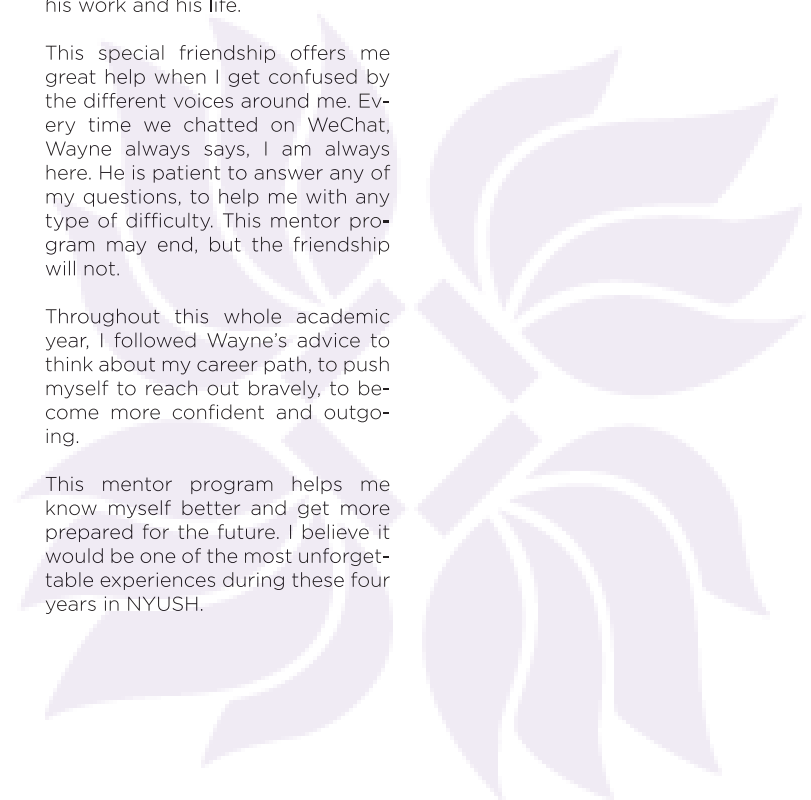 his work and his life.
This special friendship offers me
great help when I get confused by
the different voices around me. Ev-
ery time we chatted on WeChat,
Wayne always says, I am always
here. He is patient to answer any of
my questions, to help me with any
type of difficulty. This mentor pro-
gram may end, but the friendship
will not.
Throughout this whole academic
year, I followed Wayne’s advice to
think about my career path, to push
myself to reach out bravely, to be-
come more confident and outgo-
ing.
This mentor program helps me
know myself better and get more
prepared for the future. I believe it
would be one of the most unforget-
table experiences during these four
years in NYUSH.